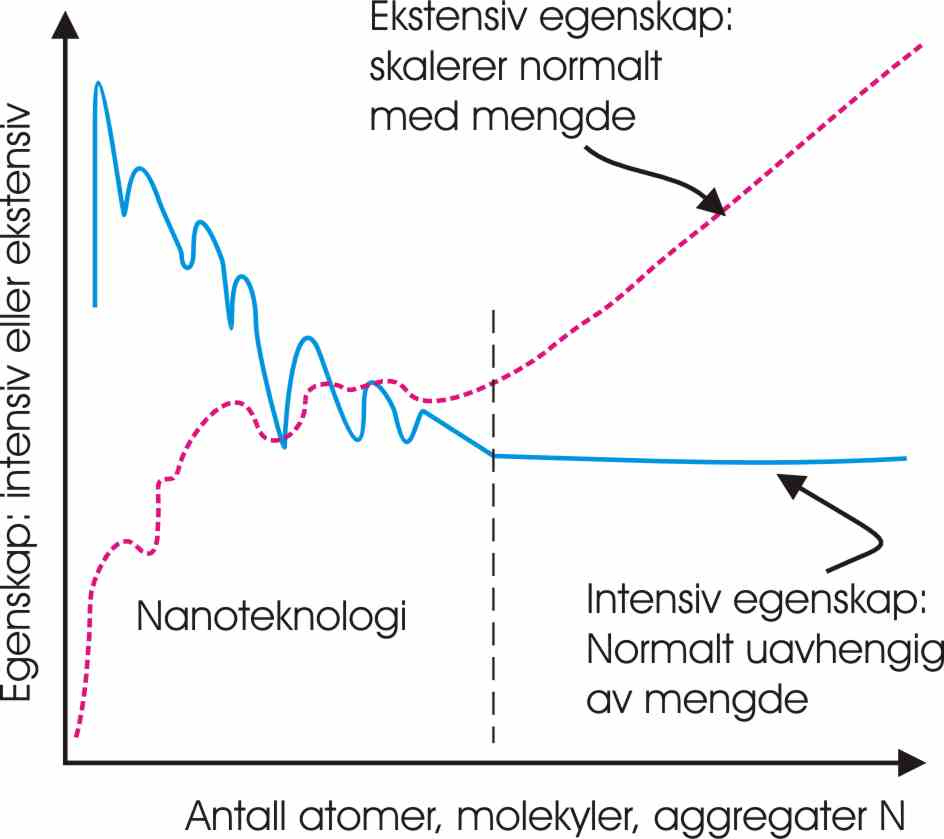 Ekstensiv egenskap:
skalerer normalt
med mengde
Egenskap: intensiv eller ekstensiv
Nanoteknologi
Intensiv egenskap:
Normalt uavhengig
av mengde
Antall atomer, molekyler, aggregater N